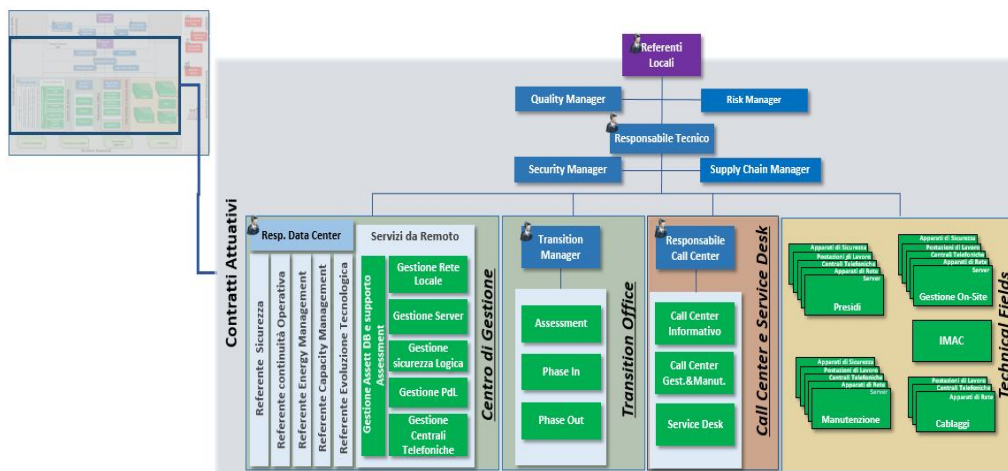 Contratti Attuativi
Referenti
Locali
Quality Manager
Risk Manager
Responsabile Tecnico
Security Manager
Supply Chain Manager
Resp. Data Center
Referente Sicurezza
Referente continuità Operativa
Referente Energy Management
Referente Capacity Management
Referente Evoluzione Tecnologica
Servizi da Remoto
Gestione Assett DB e supporto
Assessment
Gestione Rete
Locale
Gestione Server
Gestione
sicurezza Logica
Gestione PdL
Gestione
Centrali
Telefoniche
Centro di Gestione
Transition
Manager
Assessment
Phase In
Phase Out
Transition Office
Responsabile
Call Center
Call Center
Informativo
Call Center
Gest.&Manut.
Service Desk
Call Center e Service Desk
Apparati di Sicurezza
Postazioni di Lavoro
Centrali Telefoniche
Apparati di Rete
Server
Presidi
Apparati di Sicurezza
Postazioni di Lavoro
Centrali Telefoniche
Apparati di Rete
Server
Gestione On-Site
IMAC
Apparati di Sicurezza
Postazioni di Lavoro
Centrali Telefoniche
Apparati di Rete
Server
Manutenzione
Postazioni di Lavoro
Centrali Telefoniche
Apparati di Rete
Cablaggi
Technical Fields